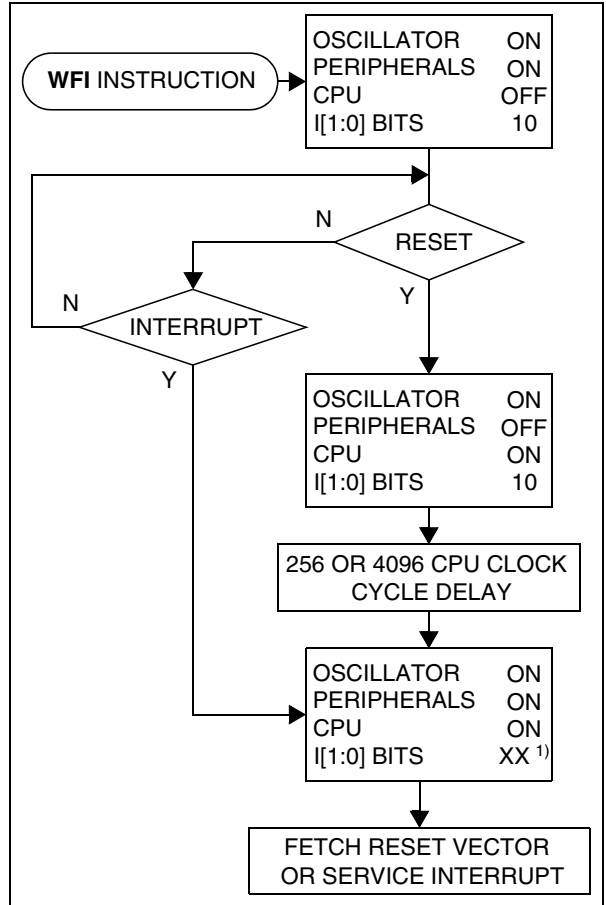 WFI INSTRUCTION
OSCILLATOR ON
PERIPHERALS ON
CPU OFF
I[1:0] BITS 10
N
RESET
Y
N
INTERRUPT
Y
OSCILLATOR ON
PERIPHERALS OFF
CPU ON
I[1:0] BITS 10
256 OR 4096 CPU CLOCK
CYCLE DELAY
OSCILLATOR ON
PERIPHERALS ON
CPU ON
I[1:0] BITS XX 1)
FETCH RESET VECTOR
OR SERVICE INTERRUPT